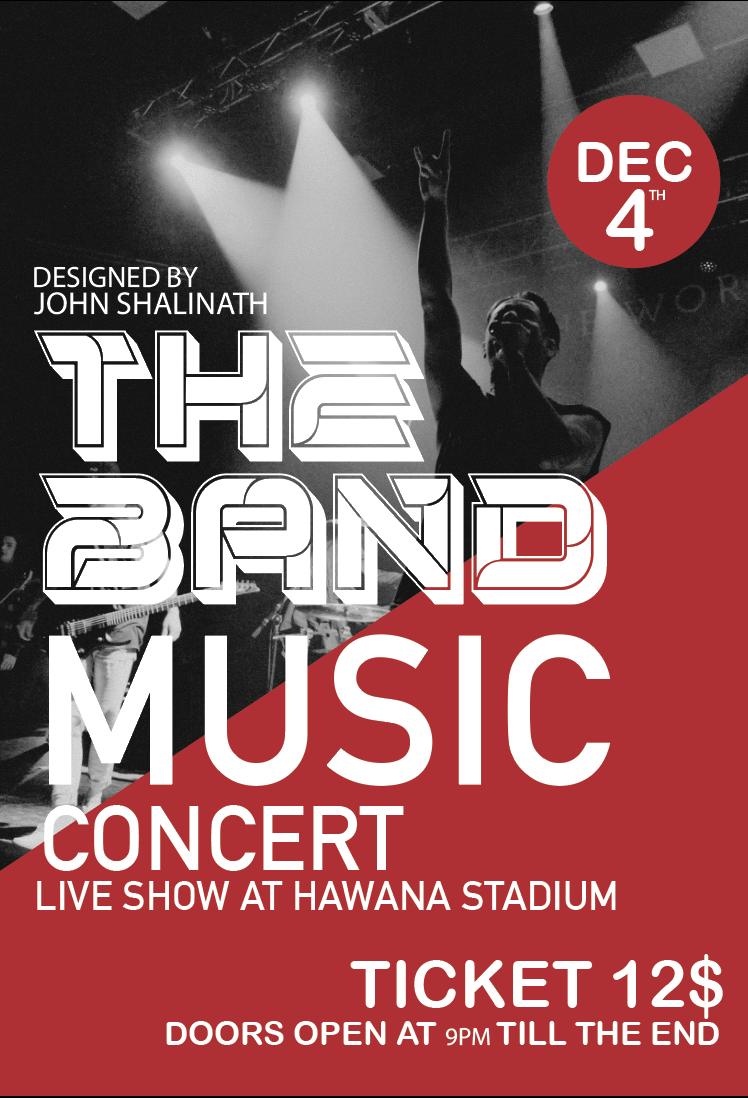 DEC
4TH
DESIGNED BY
JOHN SHALINATH
THE
BAND
MUSIC
CONCERT
LIVE SHOW AT HAWANA STADIUM
TICKET 12$
DOORS OPEN AT 9PM TILL THE END